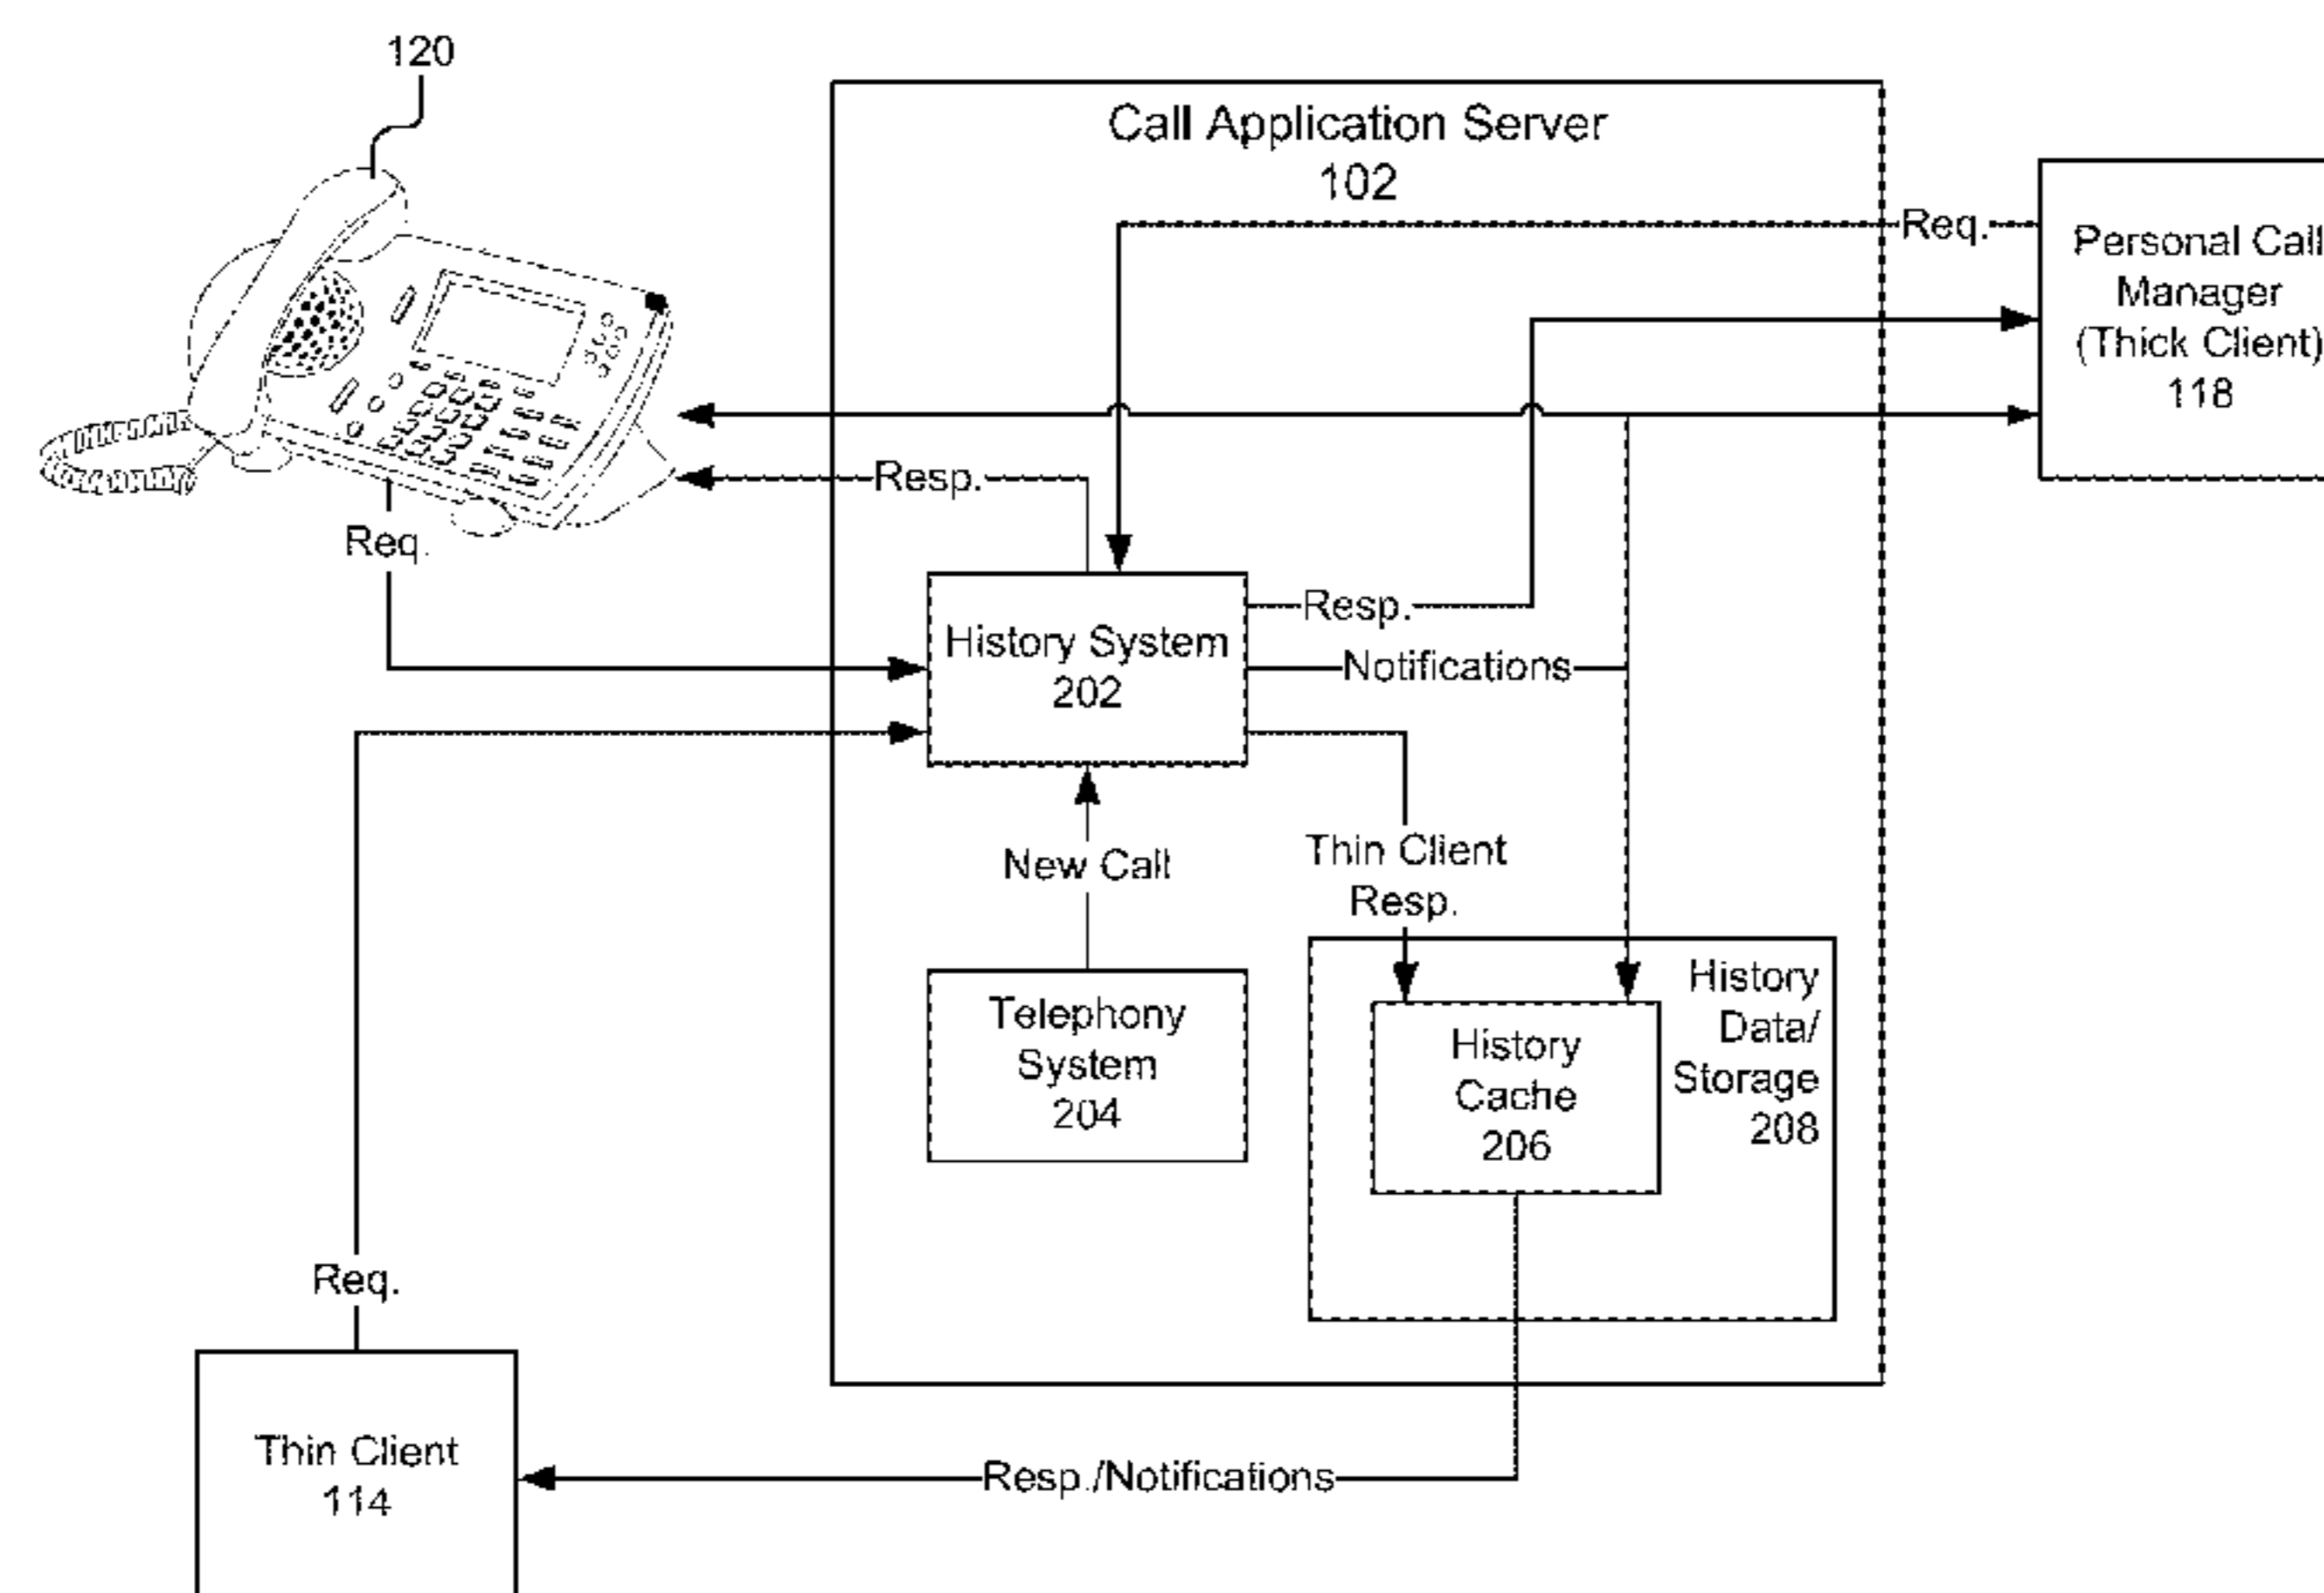 120
Call Application Server
102
Req.
Personal Call
Manager
(Thick Client)
118
Resp.
Req.
Resp.
History System
202
Notifications
New Call
Thin Client
Resp.
Telephony
System
204
History
Data/
Storage
208
History
Cache
206
Req.
Thin Client
114
Resp./Notifications